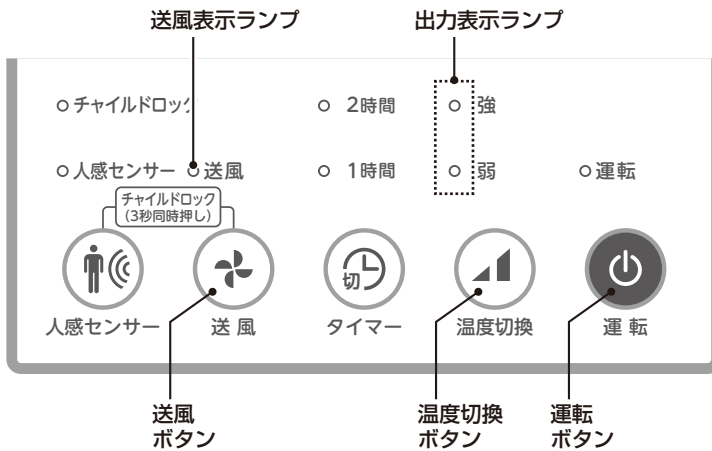 送風表示ランプ
出力表示ランプ
チャイルドロック
2時間
強
人感センサー
送風
1時間
弱
運転
チャイルドロック
(3秒同時押し)
切
人感センサー
送 風
タイマー
温度切換
運 転
送風
ボタン
温度切換
ボタン
運転
ボタン